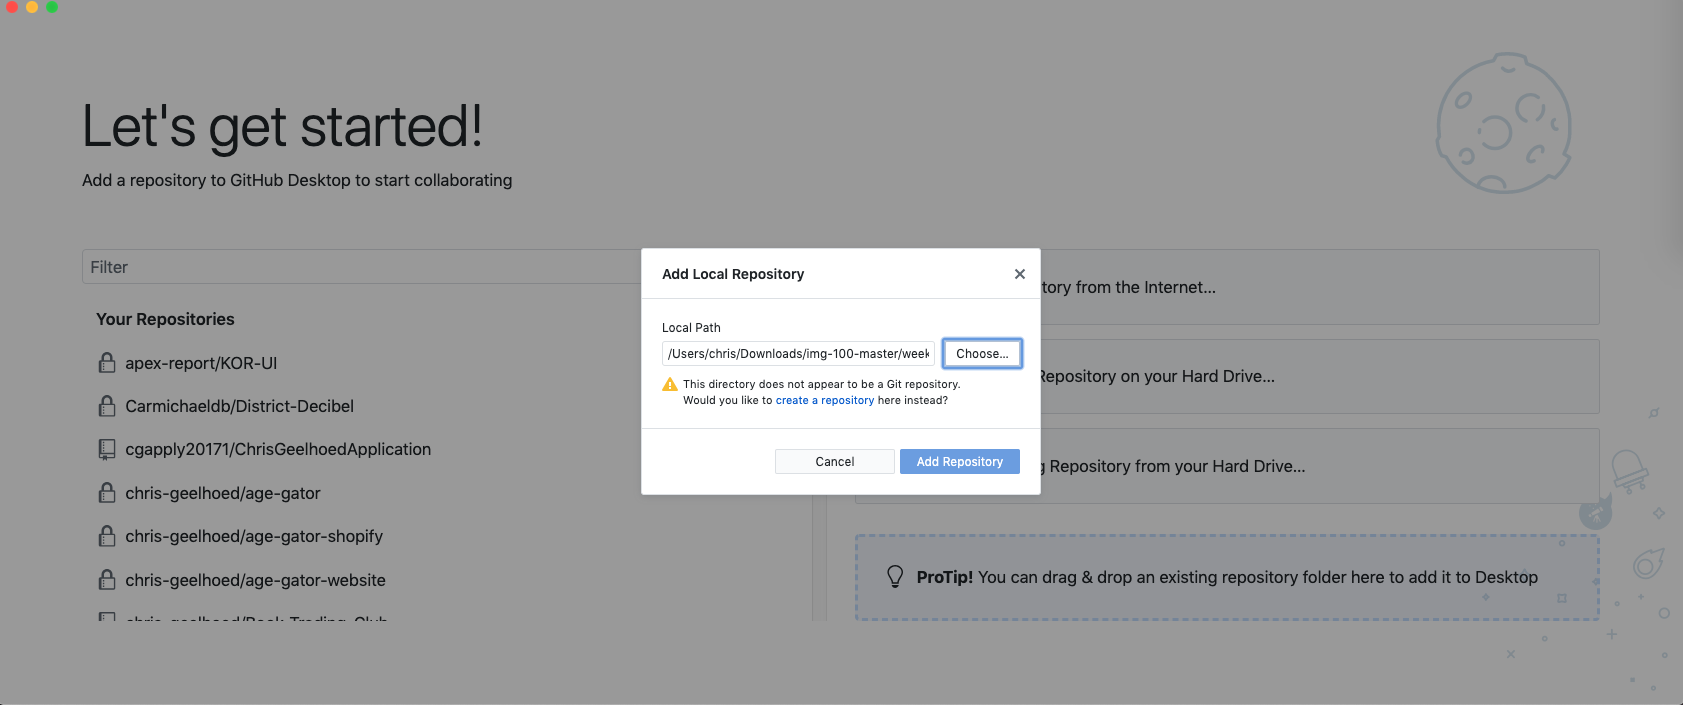 Let's get started!
Add a repository to GitHub Desktop to start collaborating
Filter
Your Repositories
apex-report/KOR-UI
Carmichaeldb/District-Decibel
cgapply20171/ChrisGeelhoedApplication
chris-geelhoed/age-gator
chris-geelhoed/age-gator-shopify
chris-geelhoed/age-gator-website
chris-geelhoed/Book-Trading-Club
Add Local Repository
Local Path
/Users/chris/Downloads/img-100-master/week
Choose...
This directory does not appear to be a Git repository.
Would you like to create a repository here instead?
Cancel
Add Repository
tory from the Internet...
Repository on your Hard Drive...
g Repository from your Hard Drive...
ProTip! You can drag & drop an existing repository folder here to add it to Desktop